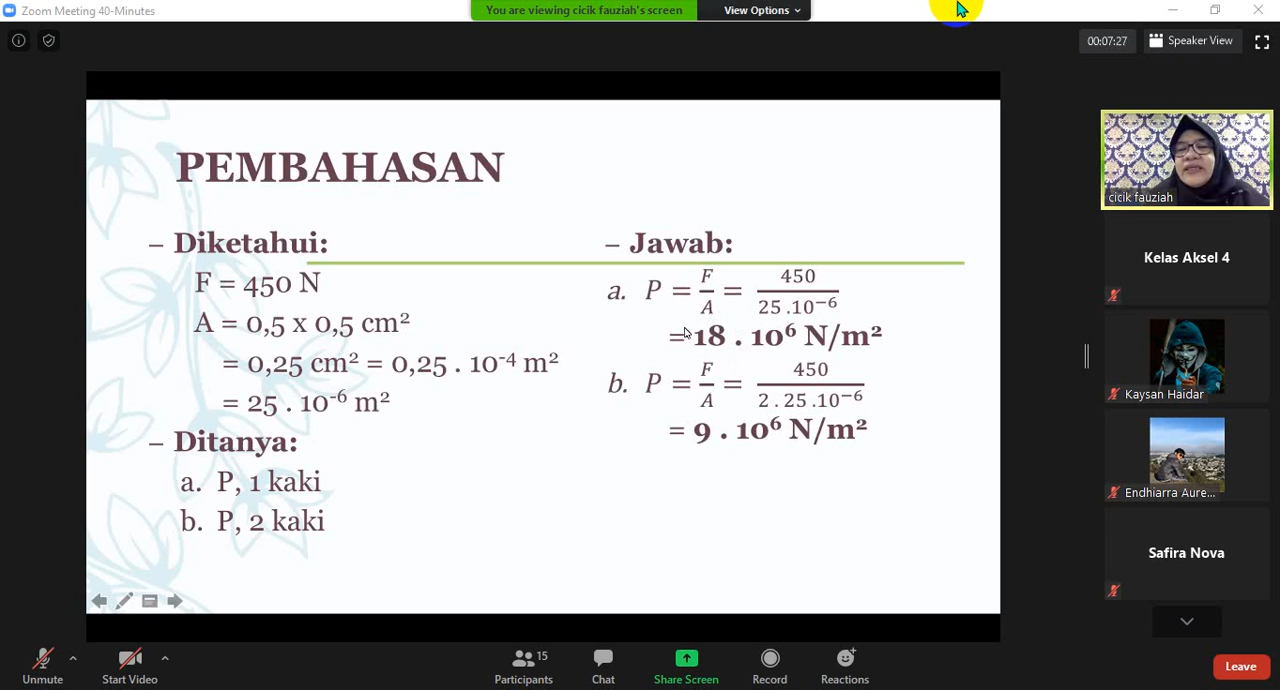 Zoom Meeting 40-Minutes
You are viewing cicik fauziah's screen
View Options
00:07:27
Speaker View
PEMBAHASAN
– Diketahui:
F = 450 N
A = 0,5 x 0,5 cm²
= 0,25 cm² = 0,25 . 10⁻⁴ m²
= 25 . 10⁻⁶ m²
– Ditanya:
a. P, 1 kaki
b. P, 2 kaki
– Jawab:
a. P = F/A = 450/25 .10⁻⁶
= 18 . 10⁶ N/m²
b. P = F/A = 450/2 . 25 .10⁻⁶
= 9 . 10⁶ N/m²
cicik fauziah
Kelas Aksel 4
Kaysan Haidar
Endhiarra Aure...
Safira Nova
Unmute
Start Video
Participants
15
Chat
Share Screen
Record
Reactions
Leave